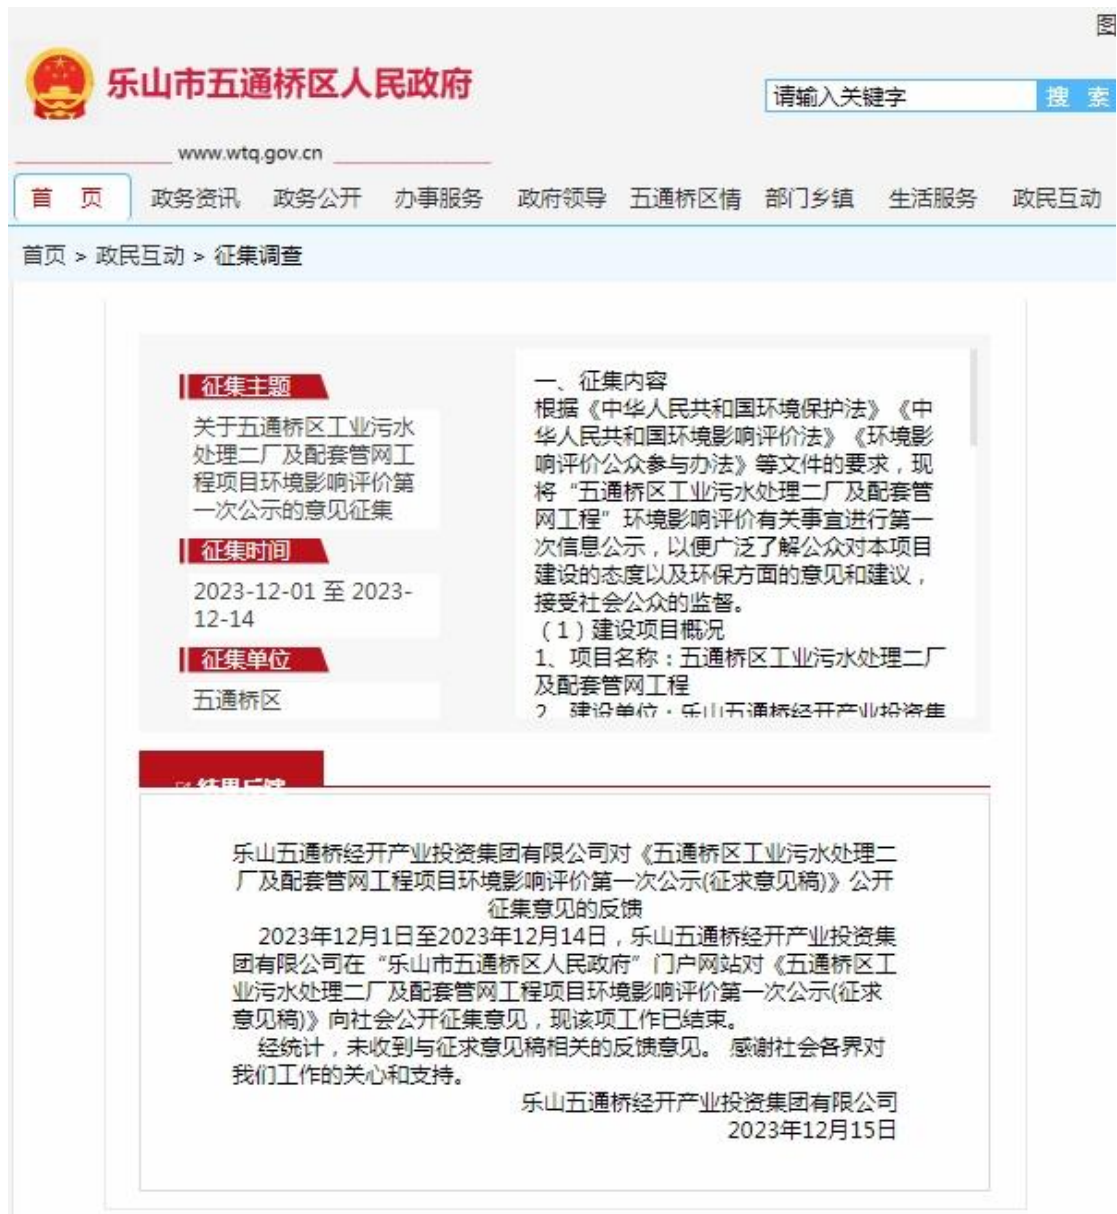 图
乐山市五通桥区人民政府
请输入关键字
搜 索
www.wtq.gov.cn
首 页 政务资讯 政务公开 办事服务 政府领导 五通桥区情 部门乡镇 生活服务 政民互动
首页 > 政民互动 > 征集调查
征集主题
关于五通桥区工业污水
处理二厂及配套管网工
程项目环境影响评价第
一次公示的意见征集
征集时间
2023-12-01 至 2023-
12-14
征集单位
五通桥区
一、征集内容
根据《中华人民共和国环境保护法》《中
华人民共和国环境影响评价法》《环境影
响评价公众参与办法》等文件的要求，现
将“五通桥区工业污水处理二厂及配套管
网工程”环境影响评价有关事宜进行第一
次信息公示，以便广泛了解公众对本项目
建设的态度以及环保方面的意见和建议，
接受社会公众的监督。
（1）建设项目概况
1、项目名称：五通桥区工业污水处理二厂
及配套管网工程
2、建设单位：乐山五通桥经开产业投资集
结果反馈
乐山五通桥经开产业投资集团有限公司对《五通桥区工业污水处理二
厂及配套管网工程项目环境影响评价第一次公示(征求意见稿)》公开
征集意见的反馈
2023年12月1日至2023年12月14日，乐山五通桥经开产业投资集
团有限公司在“乐山市五通桥区人民政府”门户网站对《五通桥区工
业污水处理二厂及配套管网工程项目环境影响评价第一次公示(征求
意见稿)》向社会公开征集意见，现该项工作已结束。
经统计，未收到与征求意见稿相关的反馈意见。 感谢社会各界对
我们工作的关心和支持。
乐山五通桥经开产业投资集团有限公司
2023年12月15日